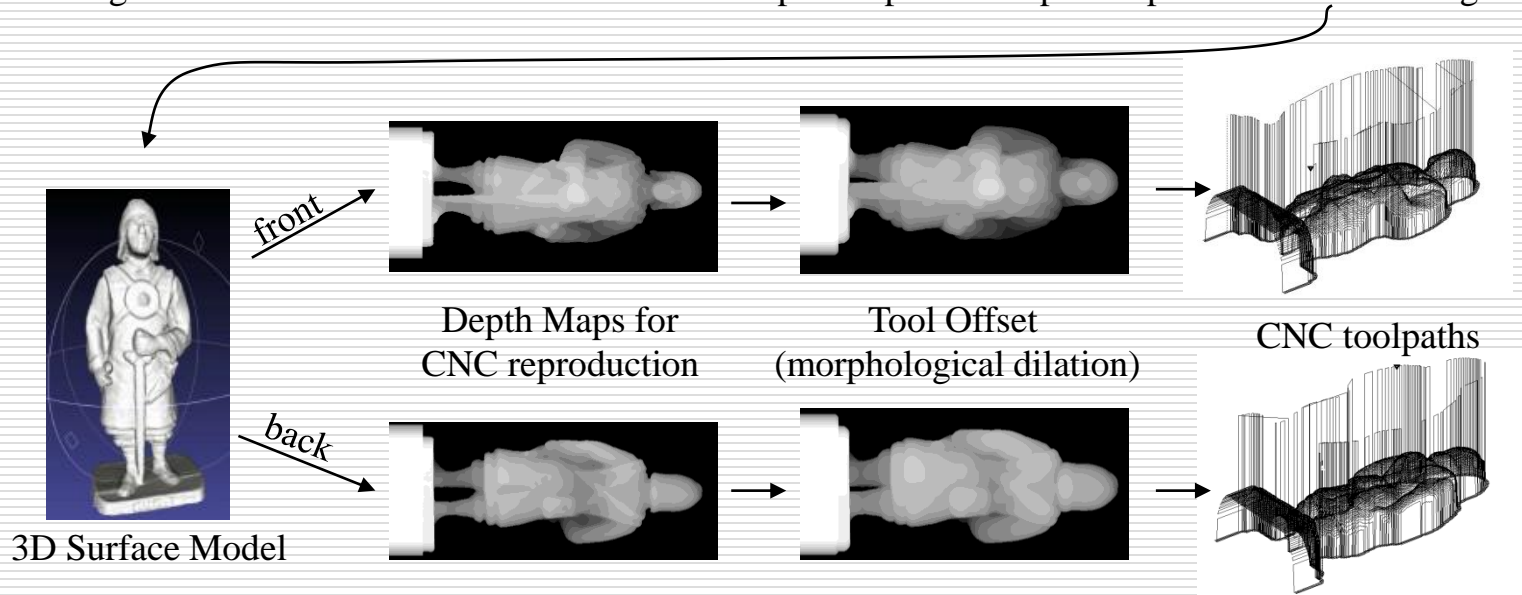 front
Depth Maps for
CNC reproduction
Tool Offset
(morphological dilation)
CNC toolpaths
back
3D Surface Model